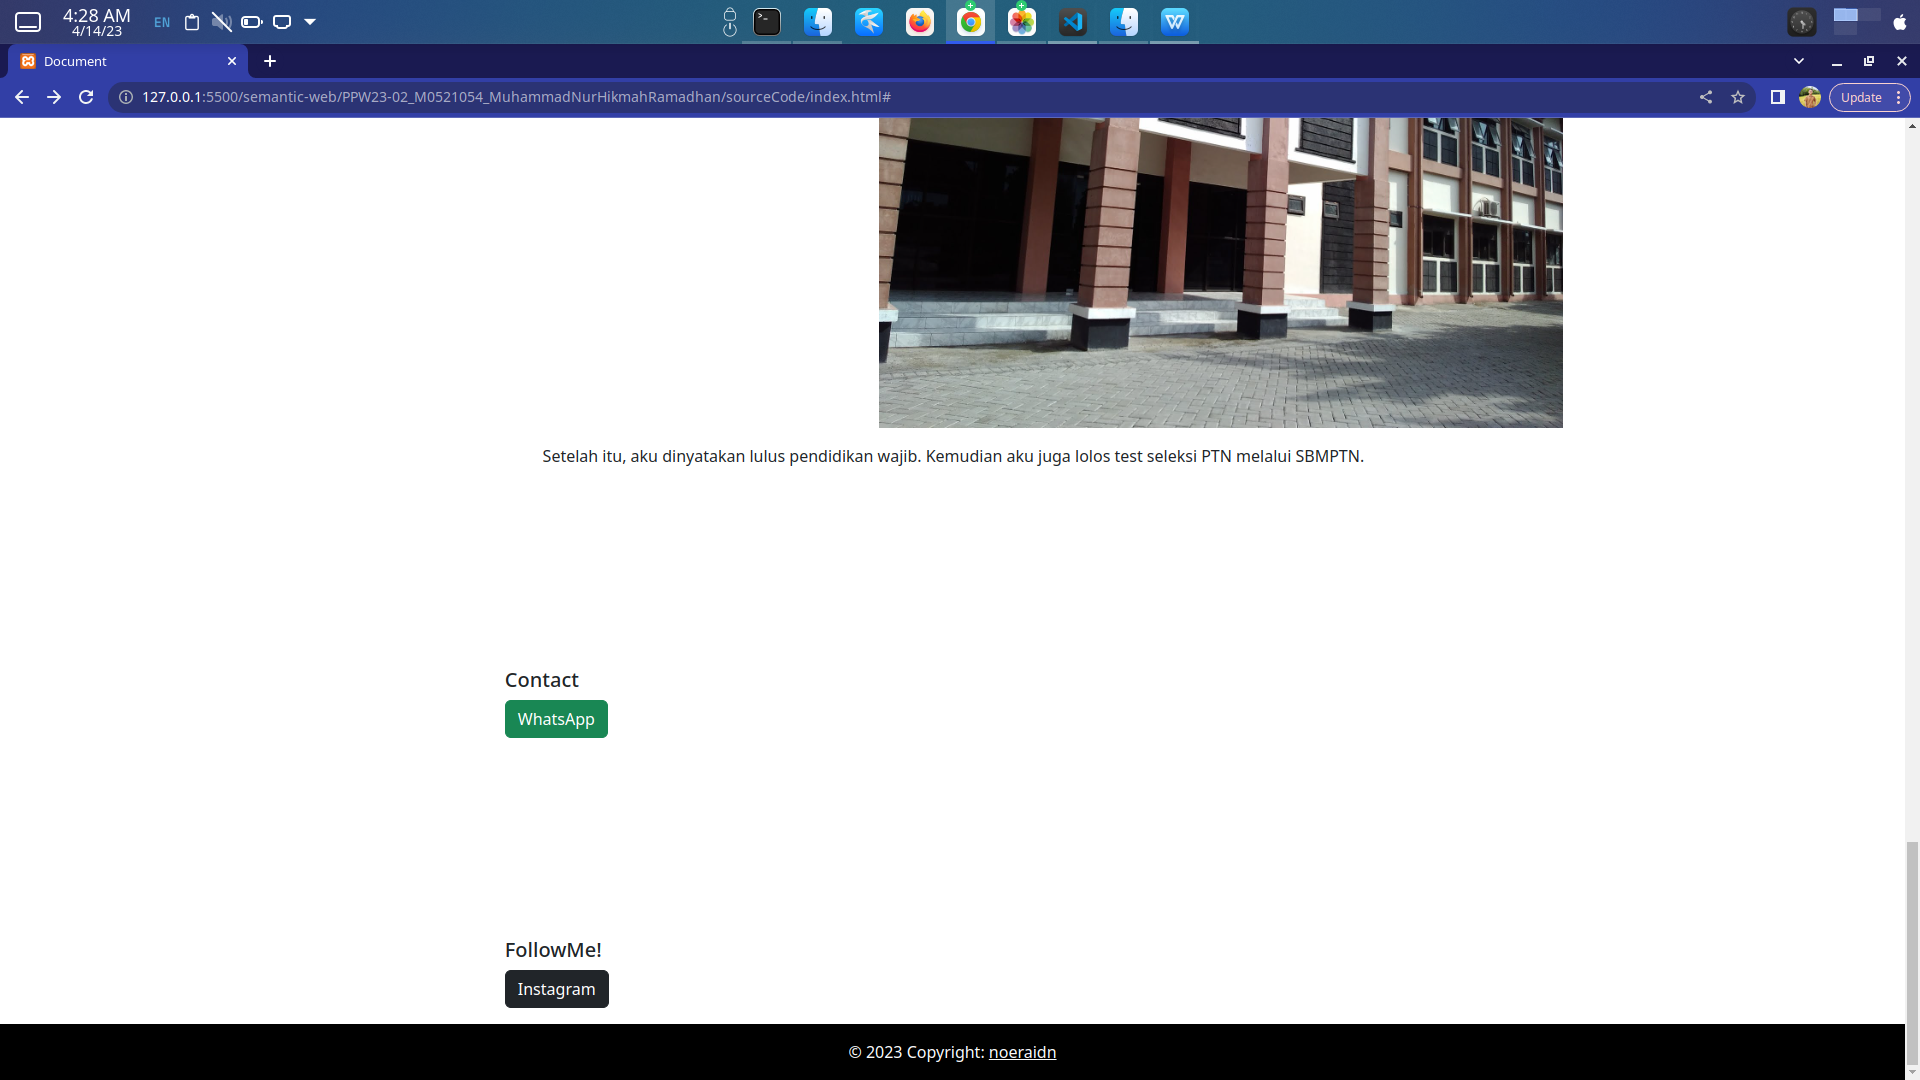 4:28 AM
4/14/23
EN
Document
127.0.0.1:5500/semantic-web/PPW23-02_M0521054_MuhammadNurHikmahRamadhan/sourceCode/index.html#
Update
Setelah itu, aku dinyatakan lulus pendidikan wajib. Kemudian aku juga lolos test seleksi PTN melalui SBMPTN.
Contact
WhatsApp
FollowMe!
Instagram
© 2023 Copyright: noeraidn